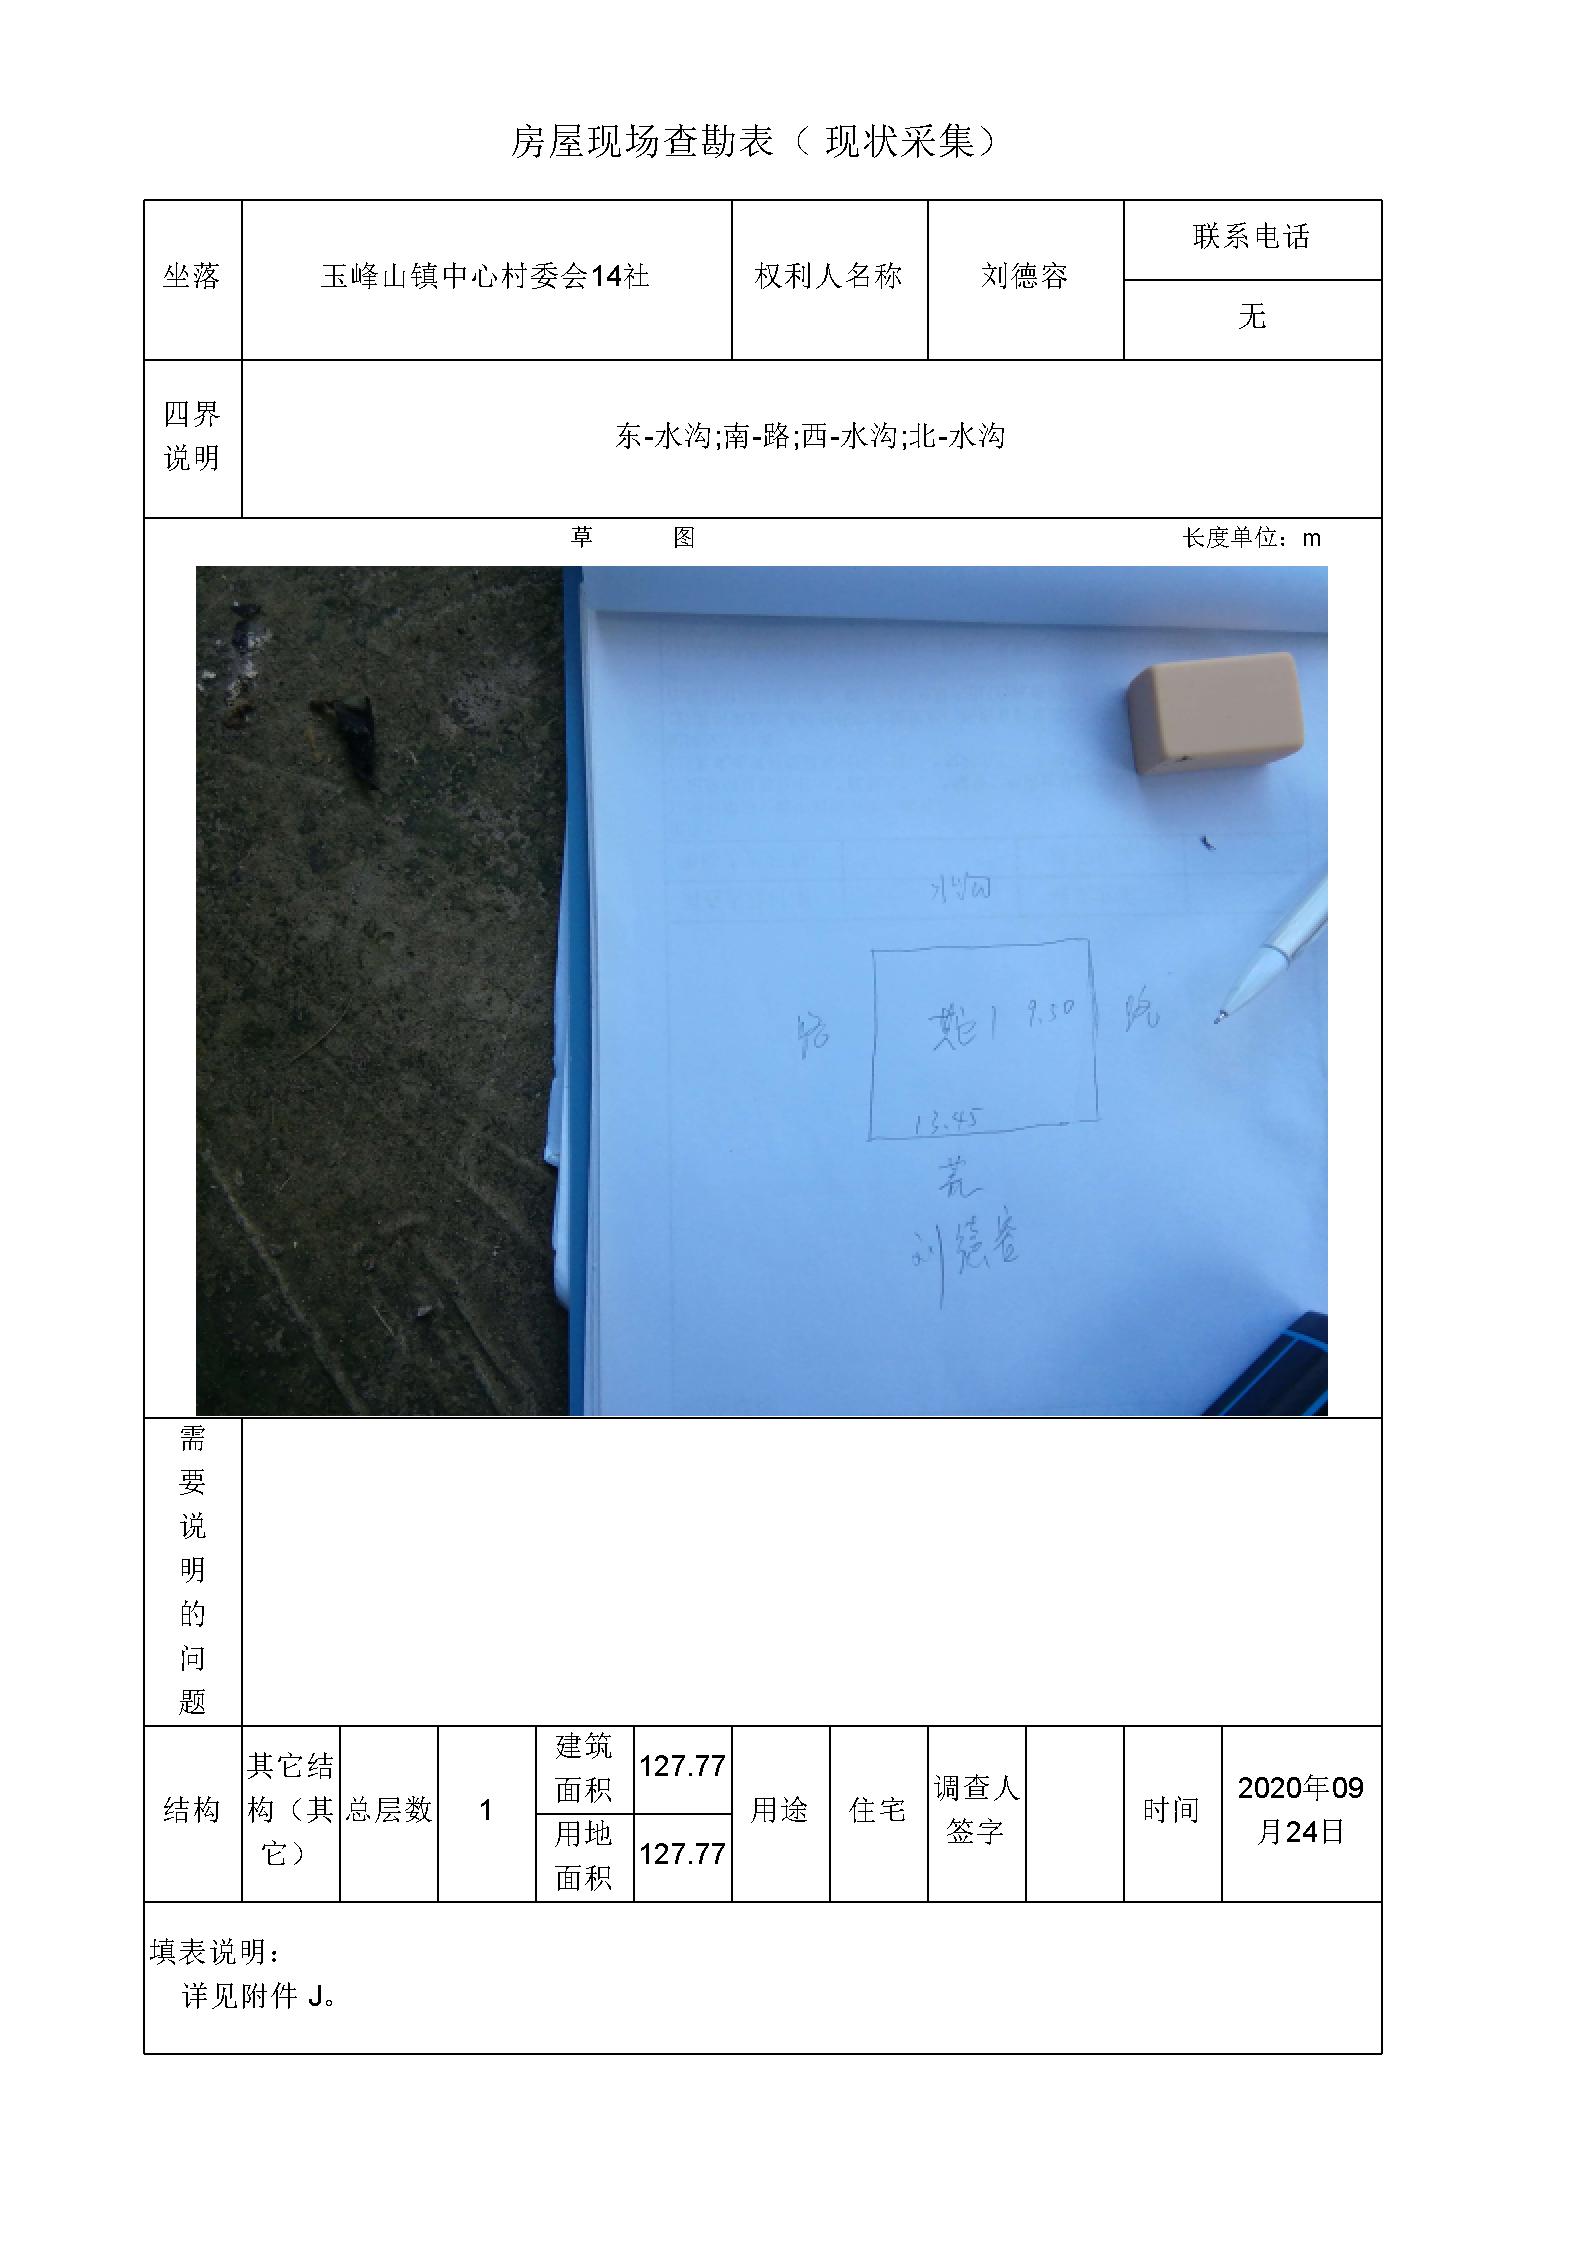 房屋现场查勘表（ 现状采集）
坐落
玉峰山镇中心村委会14社
权利人名称
刘德容
联系电话
无
四界
说明
东-水沟;南-路;西-水沟;北-水沟
草 图
长度单位：m
水沟
路
其它1 9.50
路
13.45
荒
刘德容
需
要
说
明
的
问
题
结构
其它结
构（其
它）
总层数
1
建筑
面积
127.77
用地
面积
127.77
用途
住宅
调查人
签字
时间
2020年09
月24日
填表说明：
详见附件 J。